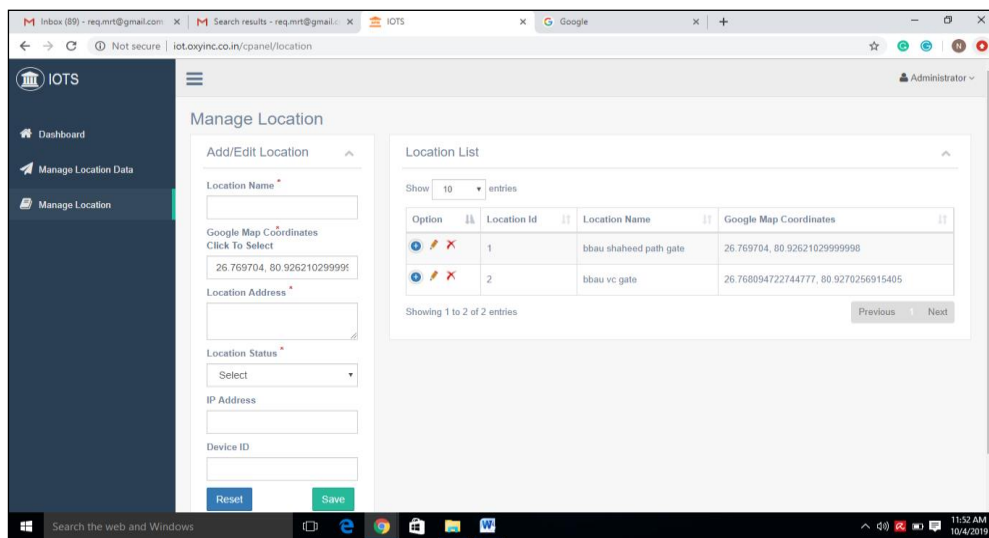 Inbox (89) - req.mrt@gmail.com
Search results - req.mrt@gmail.c
IOTS
Google
Not secure | iot.oxyinc.co.in/cpanel/location
N
IOTS
Administrator
Manage Location
Dashboard
Manage Location Data
Manage Location
Add/Edit Location
Location Name *
Google Map Coordinates *
Click To Select
26.769704, 80.92621029999
Location Address *
Location Status *
Select
IP Address
Device ID
Reset Save
Location List
Show 10 entries
Option Location Id Location Name Google Map Coordinates
1 bbau shaheed path gate 26.769704, 80.92621029999998
2 bbau vc gate 26.768094722744777, 80.9270256915405
Showing 1 to 2 of 2 entries
Previous 1 Next
Search the web and Windows
11:52 AM
10/4/2019